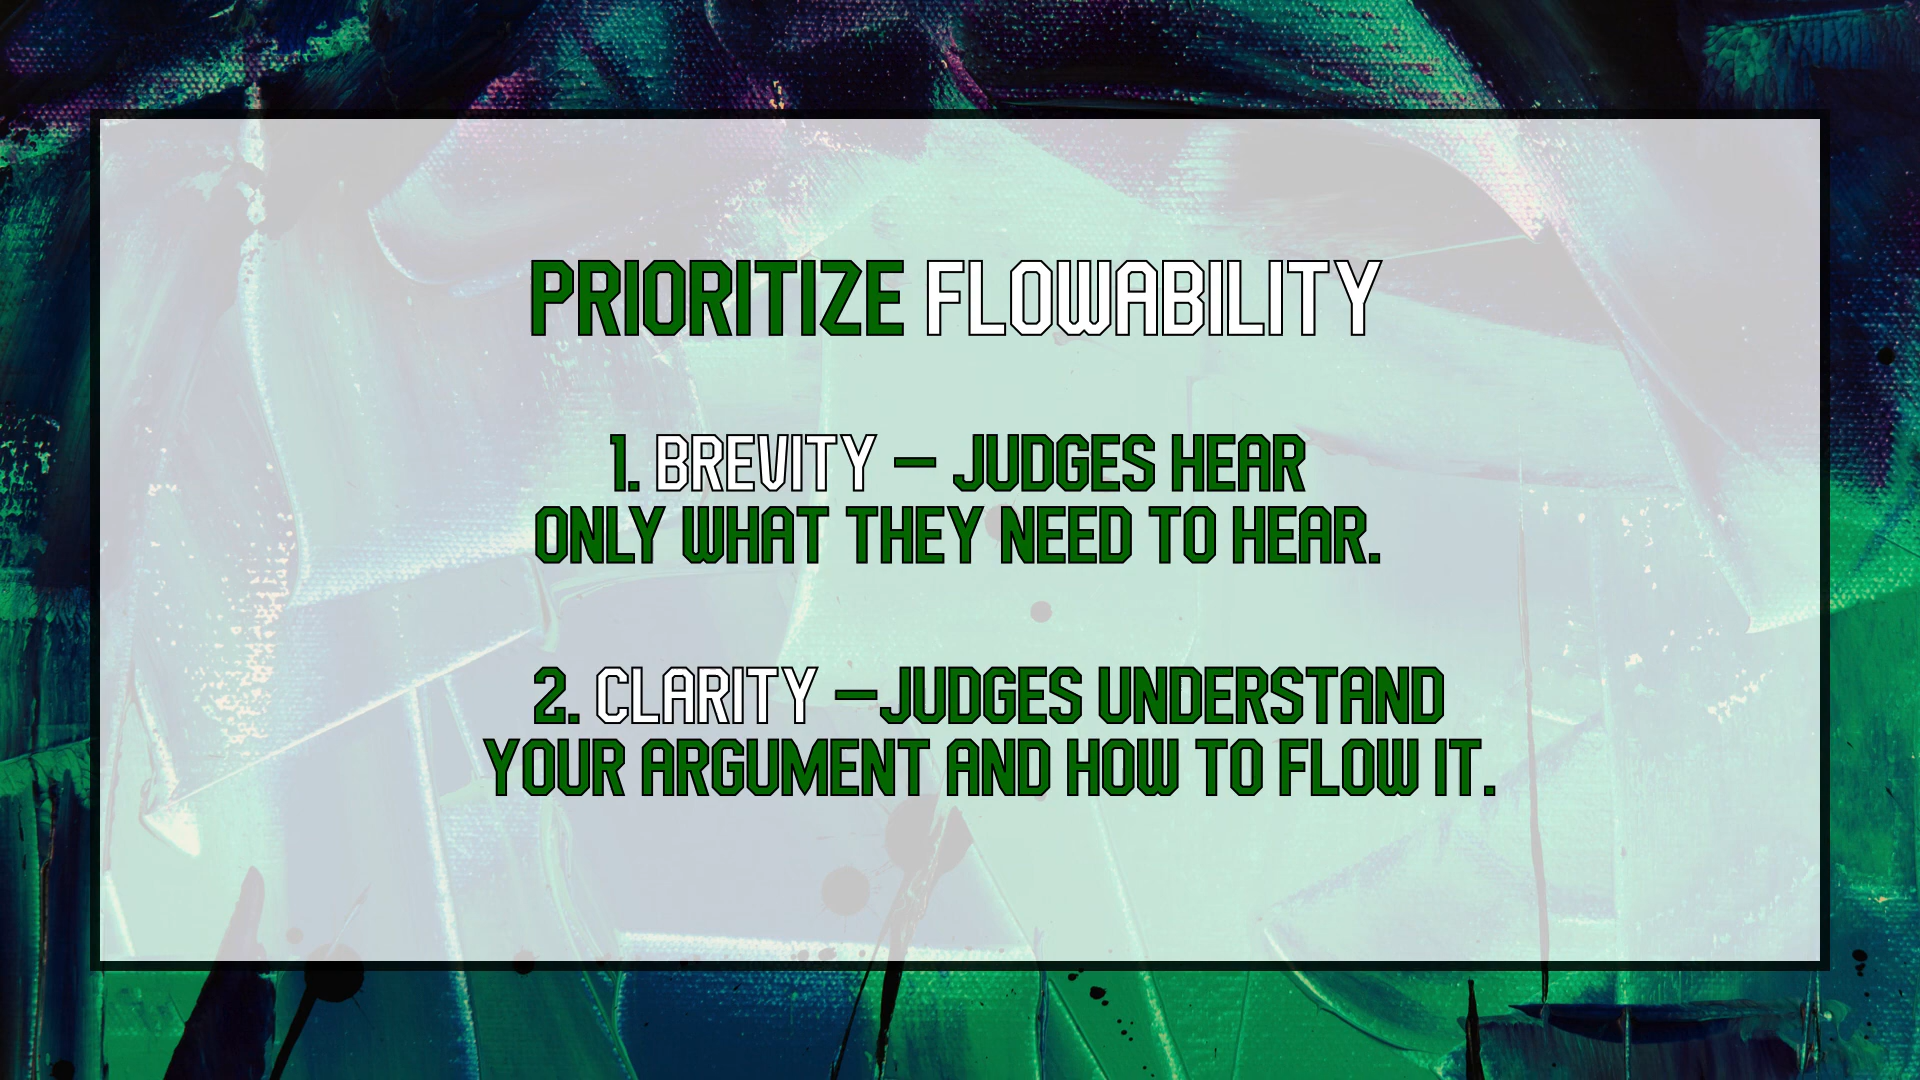 PRIORITIZE FLOWABILITY
1. BREVITY – JUDGES HEAR
ONLY WHAT THEY NEED TO HEAR.
2. CLARITY –JUDGES UNDERSTAND
YOUR ARGUMENT AND HOW TO FLOW IT.